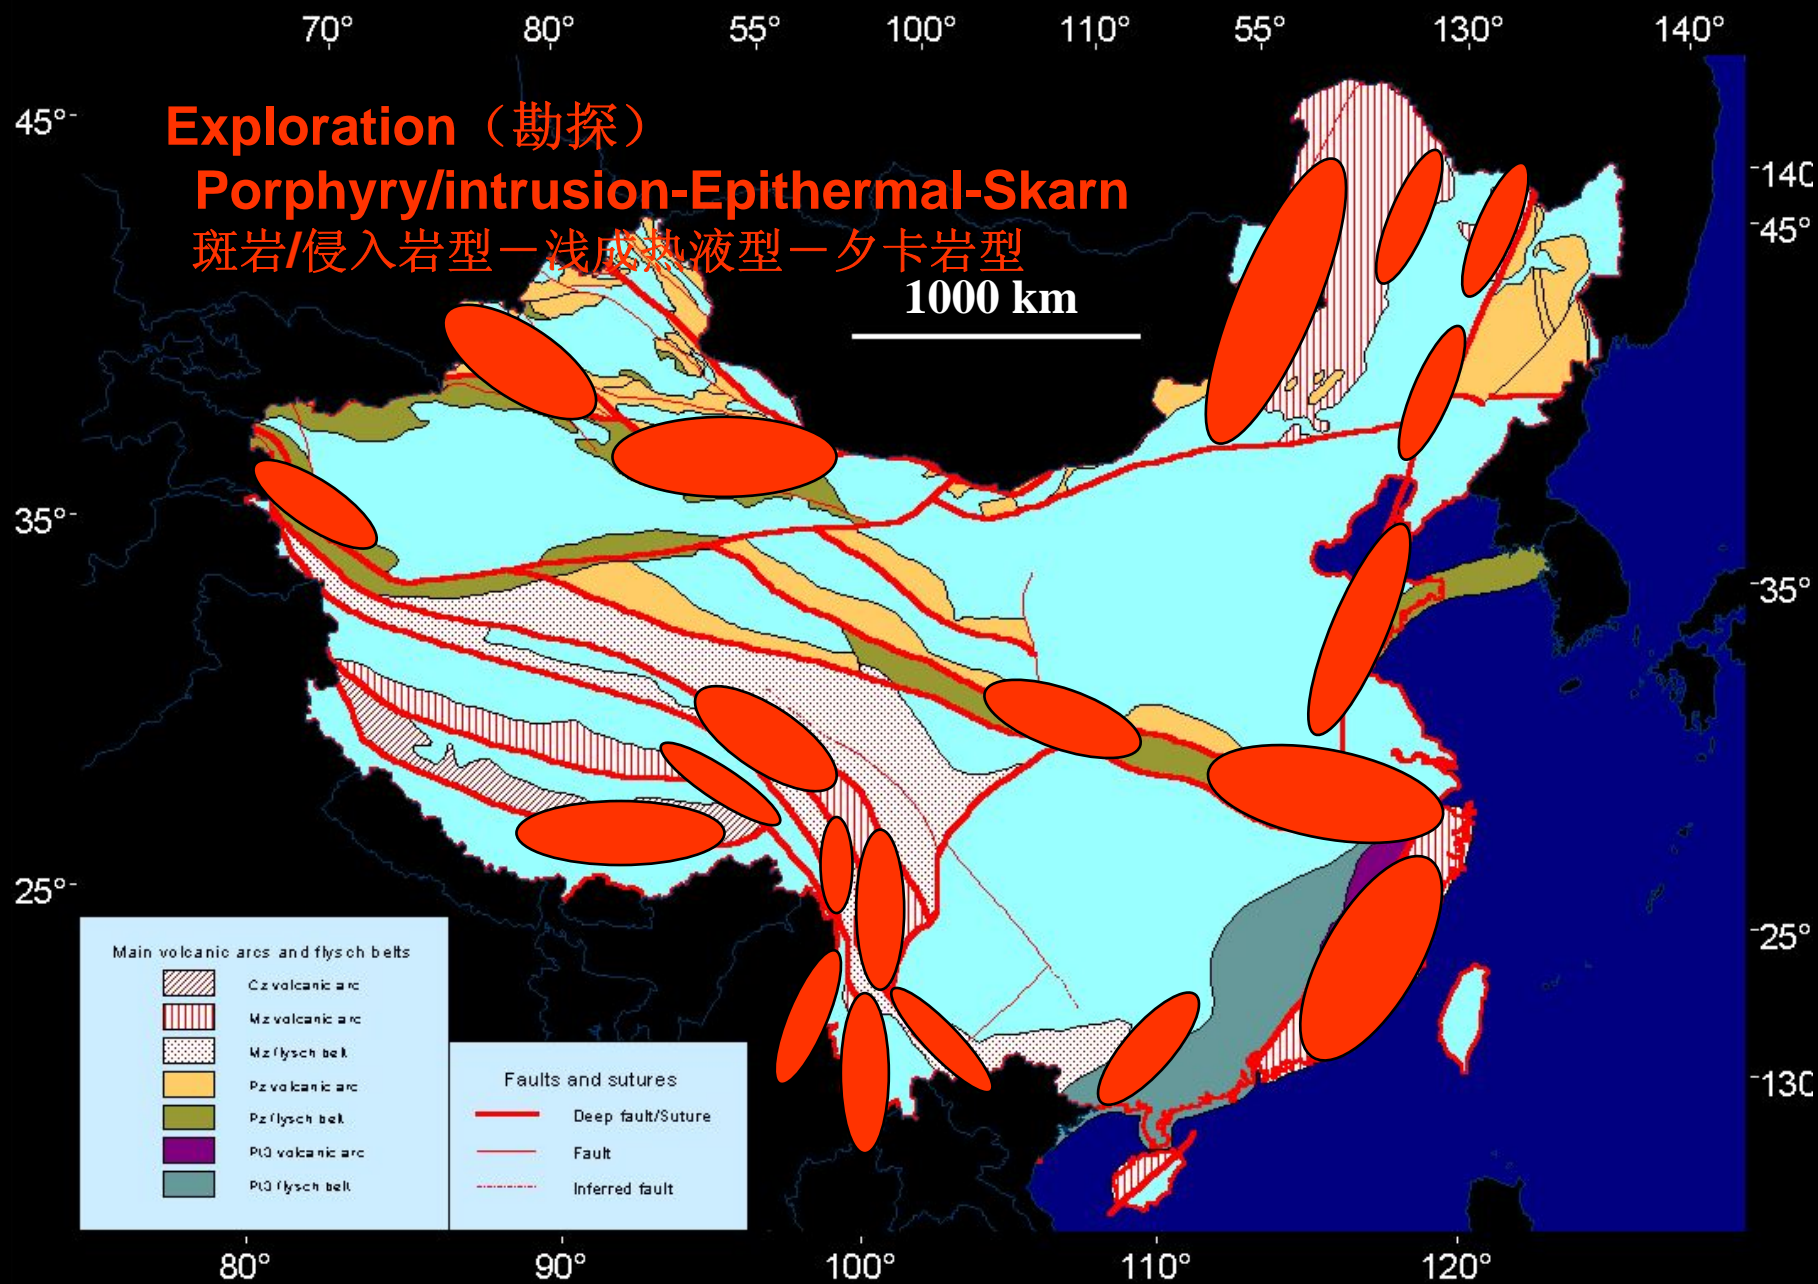 70° 80° 55° 100° 110° 55° 130° 140°
45°
Exploration（勘探）
Porphyry/intrusion-Epithermal-Skarn
斑岩/侵入岩型－浅成热液型－夕卡岩型
1000 km
14C
45°
35°
35°
25°
25°
13C
Main volcanic arcs and flysch belts
Cz volcanic arc
Mz volcanic arc
Mz flysch belt
Pz volcanic arc
Pz flysch belt
Pt3 volcanic arc
Pt3 flysch belt
Faults and sutures
Deep fault/Suture
Fault
Inferred fault
80° 90° 100° 110° 120°